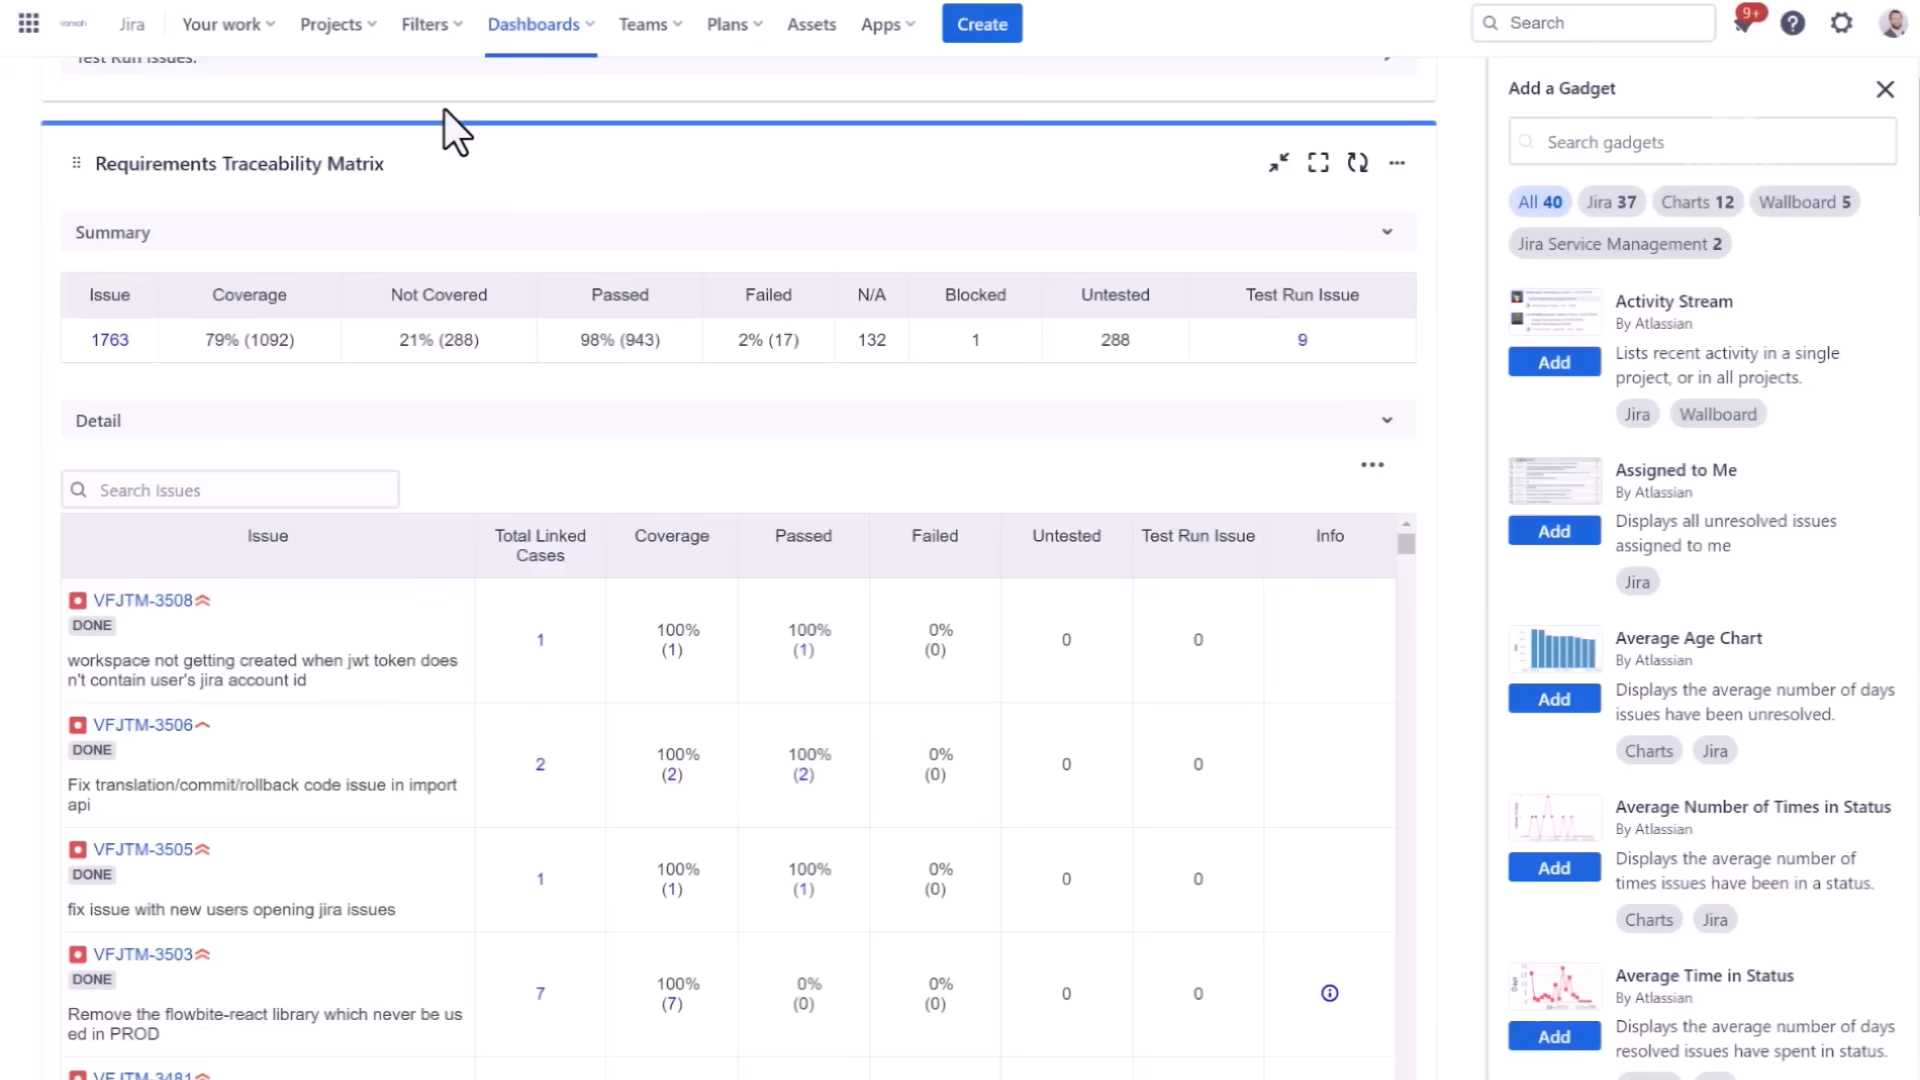 vansah
Jira
Your work
Projects
Filters
Dashboards
Teams
Plans
Assets
Apps
Create
Search
9+
Test Run Issues.
Requirements Traceability Matrix
Summary
Issue Coverage Not Covered Passed Failed N/A Blocked Untested Test Run Issue
1763 79% (1092) 21% (288) 98% (943) 2% (17) 132 1 288 9
Detail
Search Issues
Issue Total Linked Cases Coverage Passed Failed Untested Test Run Issue Info
VFJTM-3508
DONE
workspace not getting created when jwt token does
n't contain user's jira account id
1 100% (1) 100% (1) 0% (0) 0 0
VFJTM-3506
DONE
Fix translation/commit/rollback code issue in import
api
2 100% (2) 100% (2) 0% (0) 0 0
VFJTM-3505
DONE
fix issue with new users opening jira issues
1 100% (1) 100% (1) 0% (0) 0 0
VFJTM-3503
DONE
Remove the flowbite-react library which never be us
ed in PROD
7 100% (7) 0% (0) 0% (0) 0 0
VFJTM-3481
Add a Gadget
Search gadgets
All 40 Jira 37 Charts 12 Wallboard 5
Jira Service Management 2
Activity Stream
By Atlassian
Add
Lists recent activity in a single
project, or in all projects.
Jira Wallboard
Assigned to Me
By Atlassian
Add
Displays all unresolved issues
assigned to me
Jira
Average Age Chart
By Atlassian
Add
Displays the average number of days
issues have been unresolved.
Charts Jira
Average Number of Times in Status
By Atlassian
Add
Displays the average number of
times issues have been in a status.
Charts Jira
Average Time in Status
By Atlassian
Add
Displays the average number of days
resolved issues have spent in status.